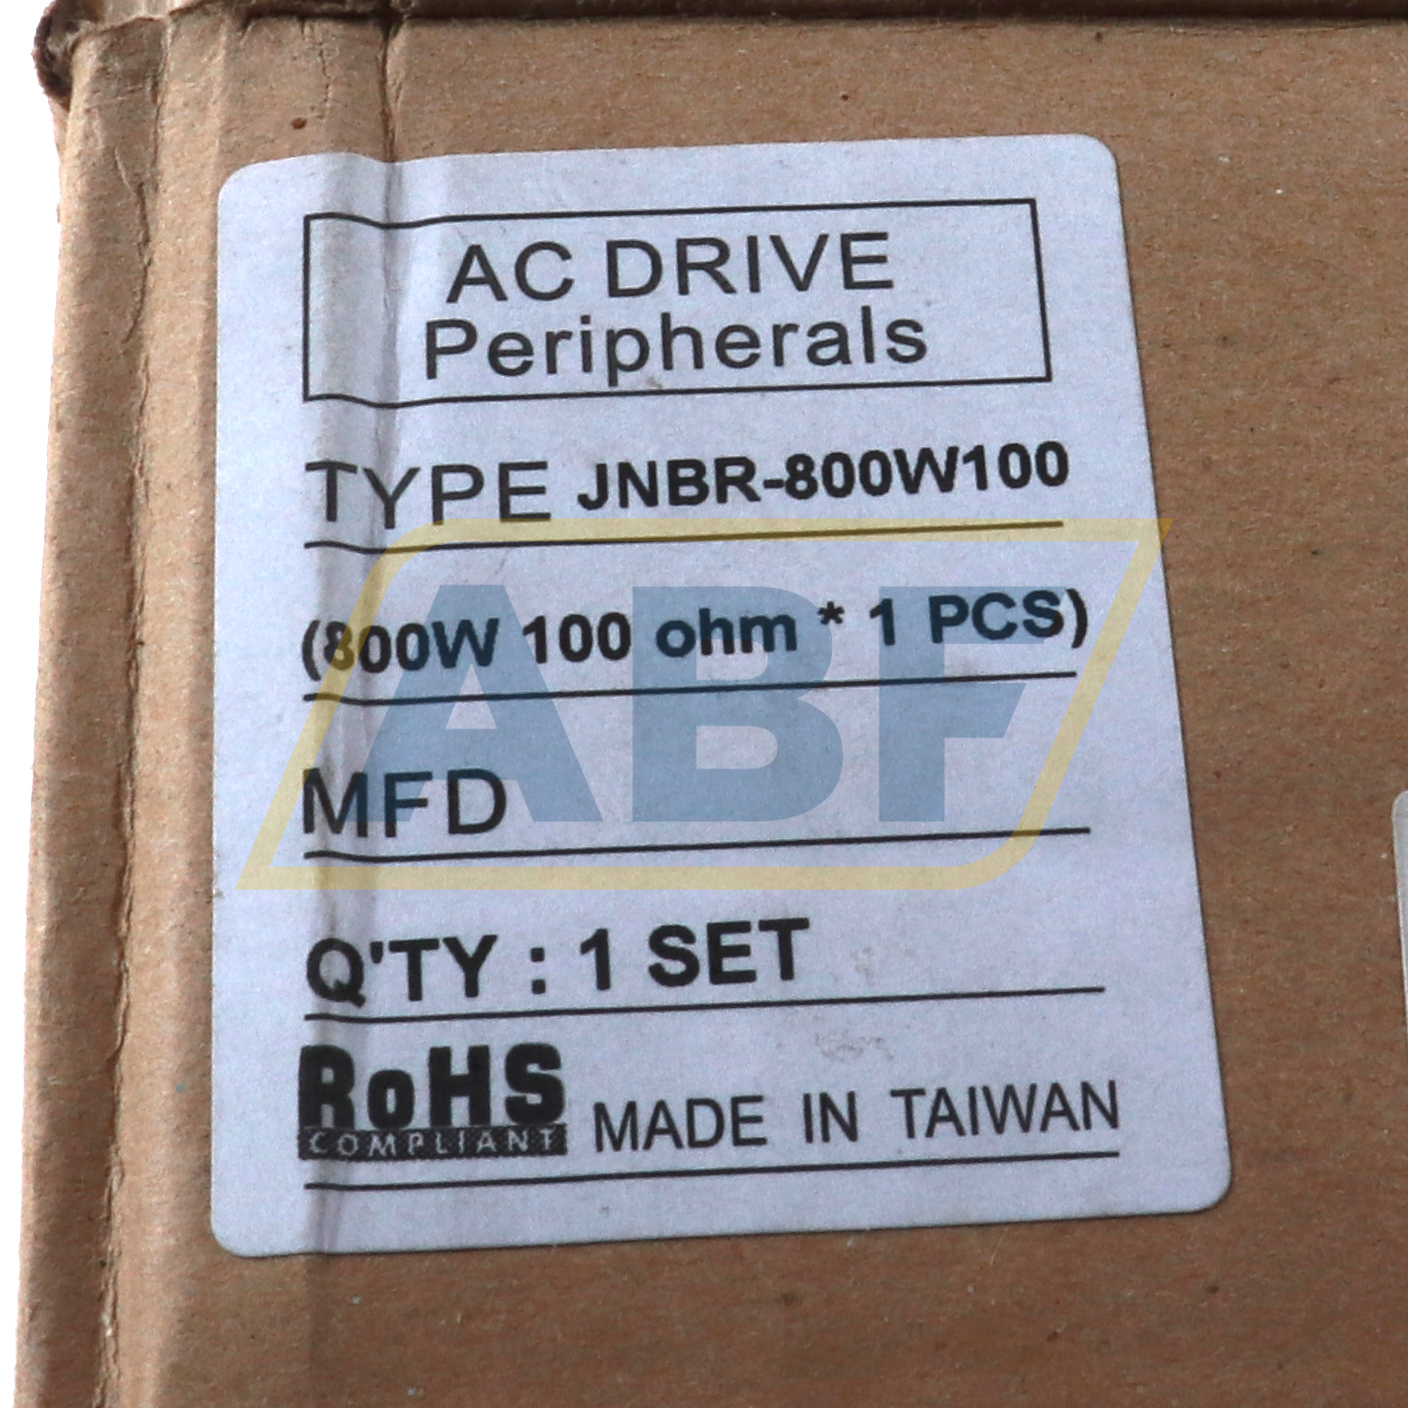 AC DRIVE
Peripherals
TYPE JNBR-800W100
(800W 100 ohm * 1 PCS)
ABF
MFD
Q'TY : 1 SET
RoHS
COMPLIANT
MADE IN TAIWAN